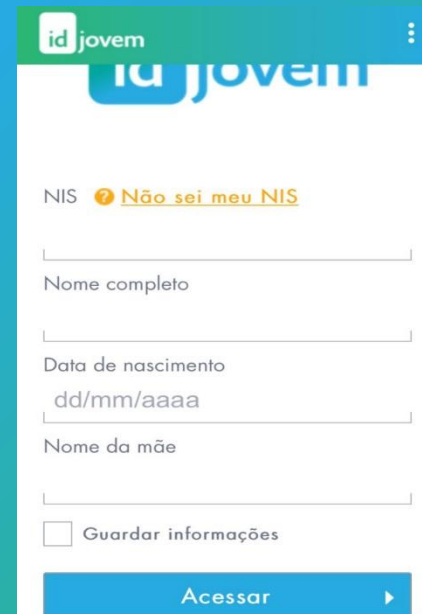 id jovem
id jovem
NIS ? Não sei meu NIS
Nome completo
Data de nascimento
dd/mm/aaaa
Nome da mãe
Guardar informações
Acessar